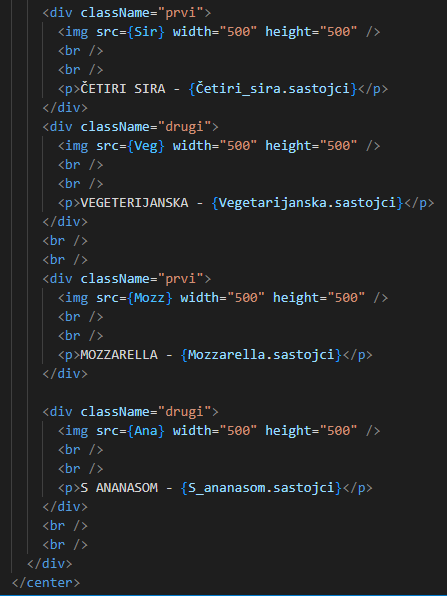 <div className="prvi">
<img src={Sir} width="500" height="500" />
<br />
<br />
<p>ČETIRI SIRA - {Četiri_sira.sastojci}</p>
</div>
<div className="drugi">
<img src={Veg} width="500" height="500" />
<br />
<br />
<p>VEGETERIJANSKA - {Vegetarijanska.sastojci}</p>
</div>
<br />
<br />
<div className="prvi">
<img src={Mozz} width="500" height="500" />
<br />
<br />
<p>MOZZARELLA - {Mozzarella.sastojci}</p>
</div>
<div className="drugi">
<img src={Ana} width="500" height="500" />
<br />
<br />
<p>S ANANASOM - {S_ananasom.sastojci}</p>
</div>
<br />
<br />
</div>
</center>